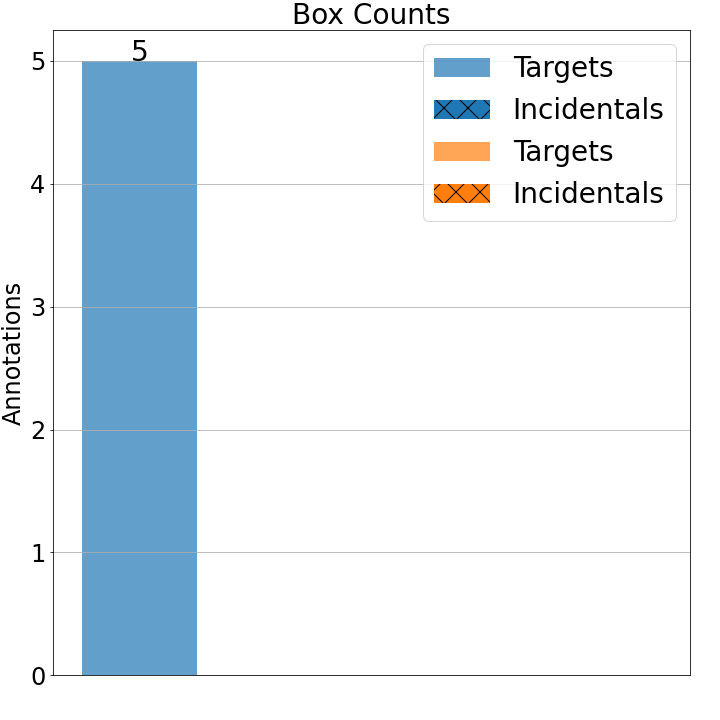 Box Counts
5
5
4
3
2
1
0
Annotations
Targets
Incidentals
Targets
Incidentals